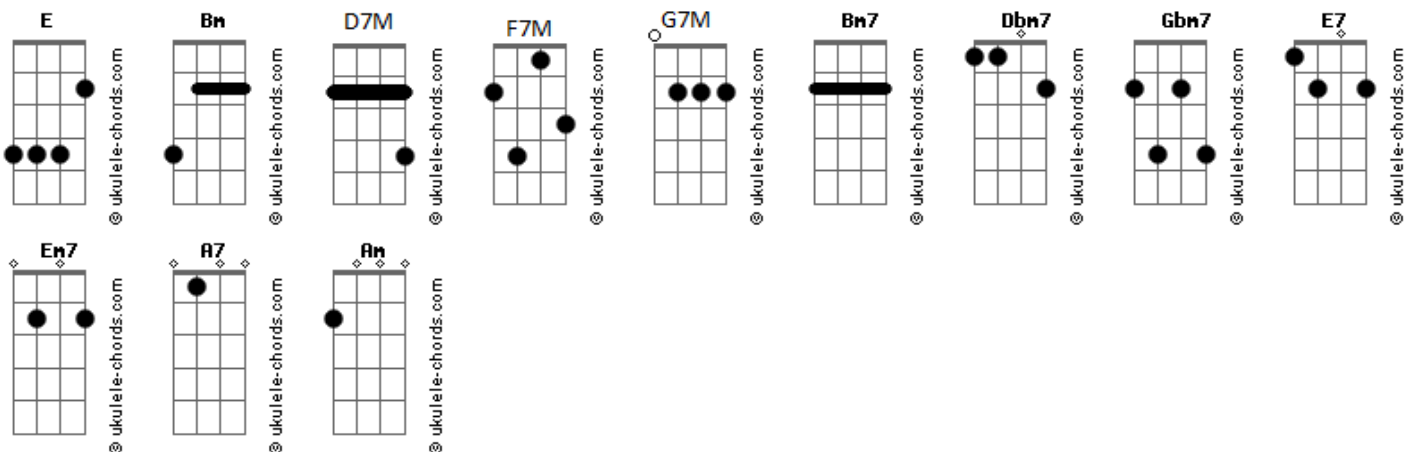 E Bm D7M F7M G7M Bm7 Dbm7 Gbm7 E7
© ukulele-chords.com © ukulele-chords.com © ukulele-chords.com © ukulele-chords.com © ukulele-chords.com © ukulele-chords.com © ukulele-chords.com © ukulele-chords.com © ukulele-chords.com
Em7 A7 Am
© ukulele-chords.com © ukulele-chords.com © ukulele-chords.com